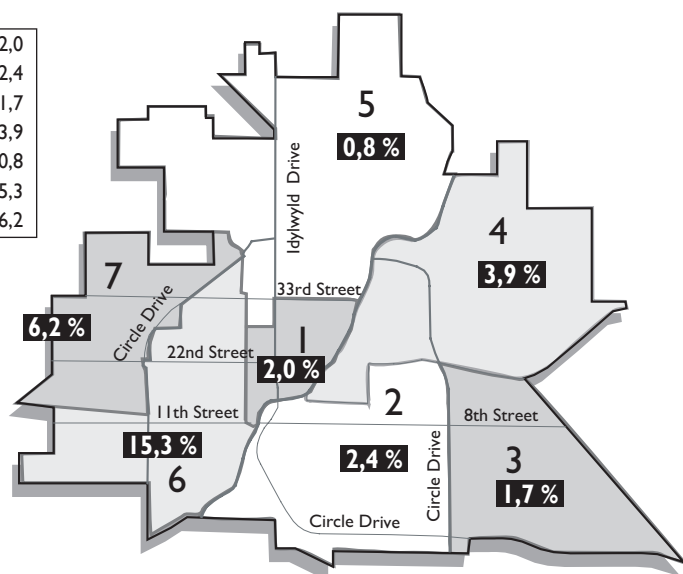 2,0
2,4
1,7
3,9
0,8
5,3
6,2
5
0,8 %
Idylwyld Drive
4
3,9 %
7
Circle Drive
33rd Street
6,2 %
1
22nd Street
2,0 %
11th Street
2
8th Street
15,3 %
6
2,4 %
Circle Drive
3
1,7 %
Circle Drive